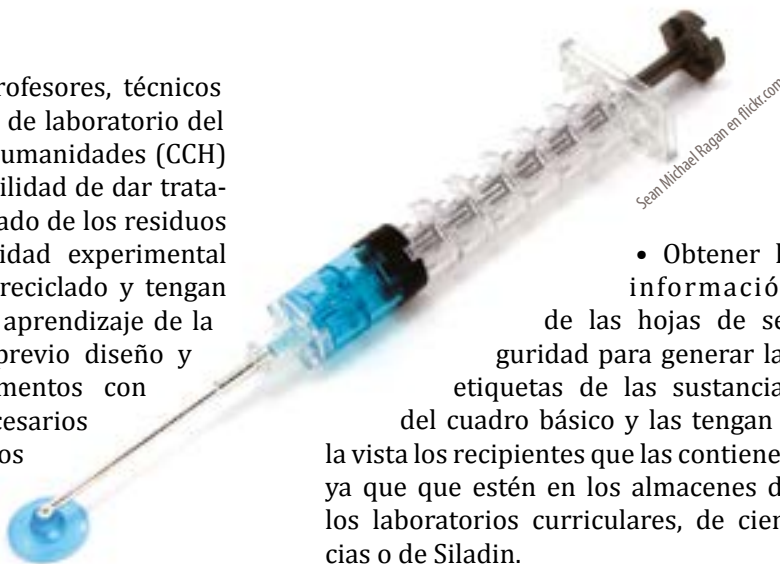 rofesores, técnicos
de laboratorio del
umanidades (CCH)
ilidad de dar trata-
ado de los residuos
idad experimental
reciclado y tengan
aprendizaje de la
previo diseño y
mentos con
cesarios
os
Sean Michael Ragan en flickr.com
• Obtener l
informació
de las hojas de se
guridad para generar la
etiquetas de las sustancia
del cuadro básico y las tengan
la vista los recipientes que las contiene
ya que que estén en los almacenes d
los laboratorios curriculares, de cien
cias o de Siladin.